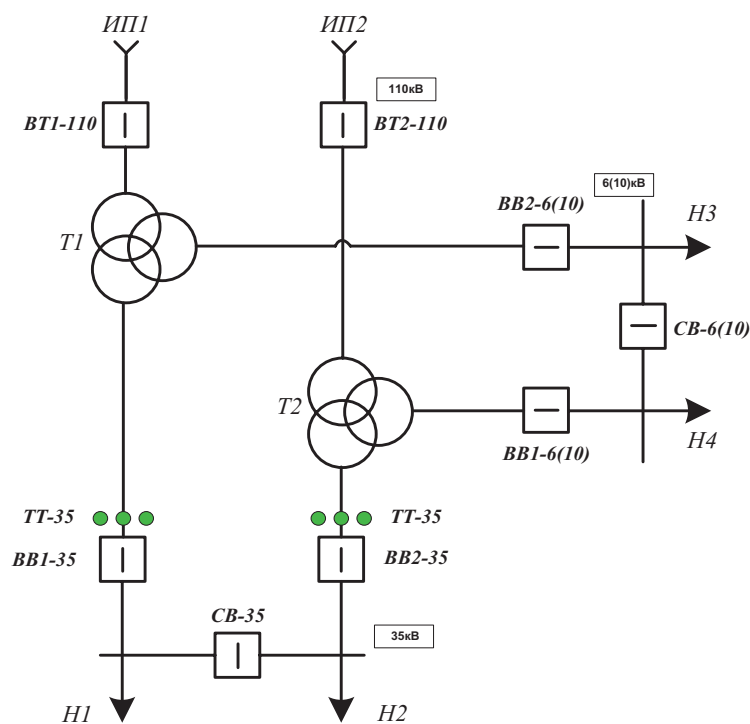 ИП1
ИП2
110кВ
ВТ1-110
ВТ2-110
6(10)кВ
ВВ2-6(10)
Н3
Т1
СВ-6(10)
Т2
Н4
ВВ1-6(10)
ТТ-35
ТТ-35
ВВ1-35
ВВ2-35
СВ-35
35кВ
Н1
Н2